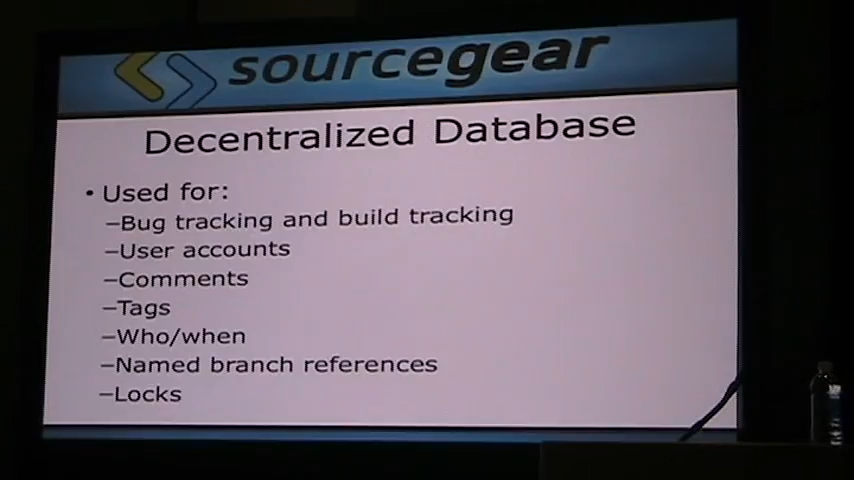 sourcegear
Decentralized Database
• Used for:
–Bug tracking and build tracking
–User accounts
–Comments
–Tags
–Who/when
–Named branch references
–Locks